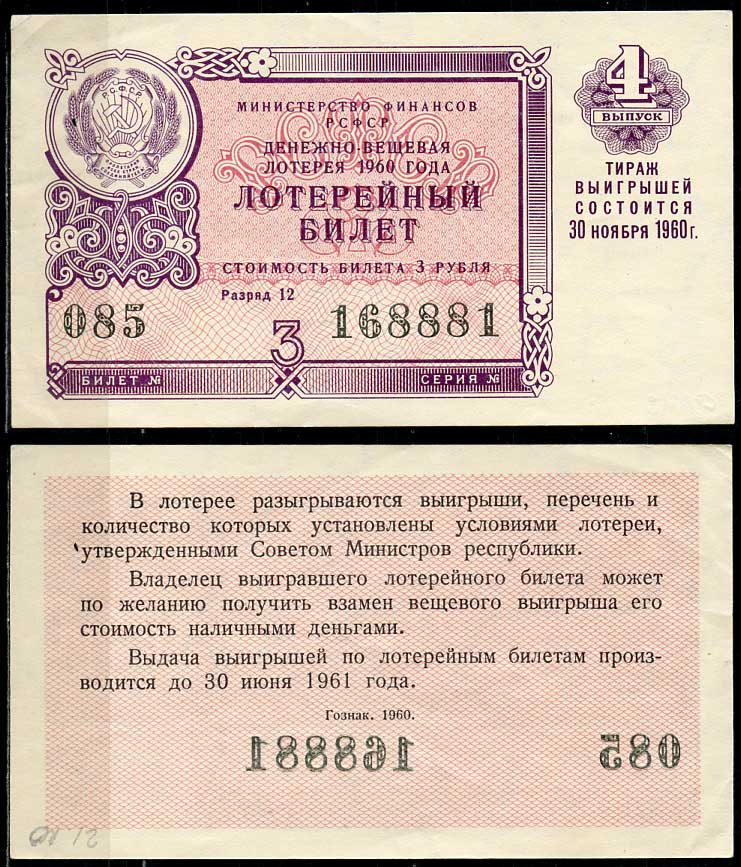 РСФСР
МИНИСТЕРСТВО ФИНАНСОВ
РСФСР
ДЕНЕЖНО-ВЕЩЕВАЯ
ЛОТЕРЕЯ 1960 ГОДА
ЛОТЕРЕЙНЫЙ
БИЛЕТ
СТОИМОСТЬ БИЛЕТА 3 РУБЛЯ
Разряд 12
085
168881
3
БИЛЕТ №
СЕРИЯ №
4
ВЫПУСК
ТИРАЖ
ВЫИГРЫШЕЙ
СОСТОИТСЯ
30 НОЯБРЯ 1960 г.
В лотерее разыгрываются выигрыши, перечень и
количество которых установлены условиями лотереи,
утвержденными Советом Министров республики.
Владелец выигравшего лотерейного билета может
по желанию получить взамен вещевого выигрыша его
стоимость наличными деньгами.
Выдача выигрышей по лотерейным билетам произ-
водится до 30 июня 1961 года.
Гознак. 1960.
168881
085